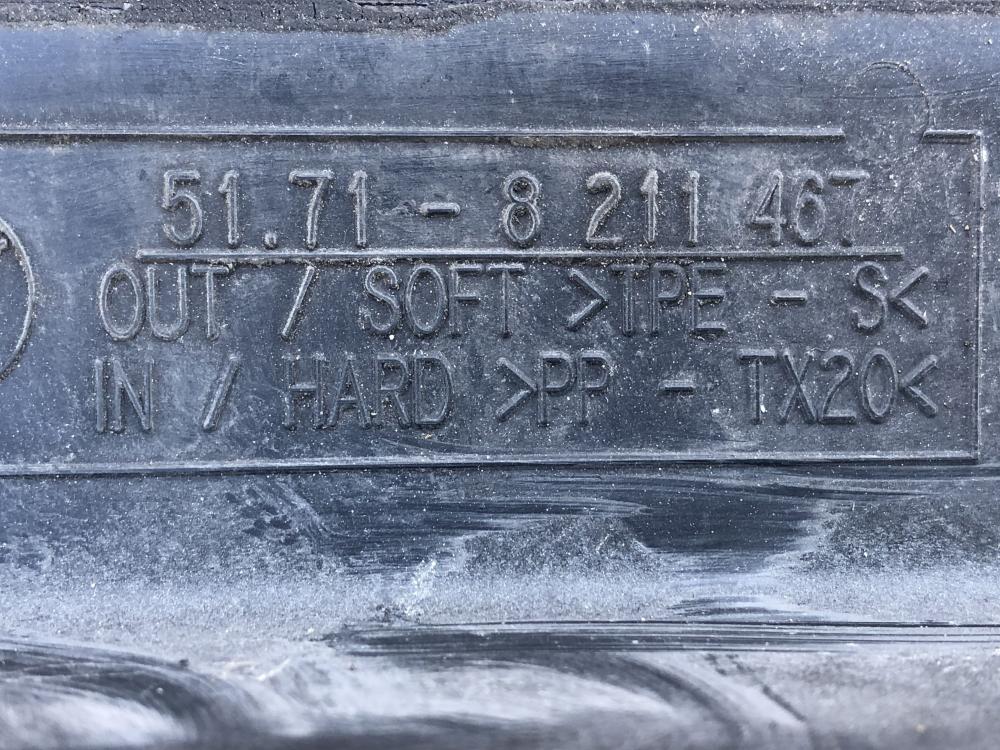 51.71 - 8 211 467
OUT / SOFT >TPE - S<
IN / HARD >PP - TX20<